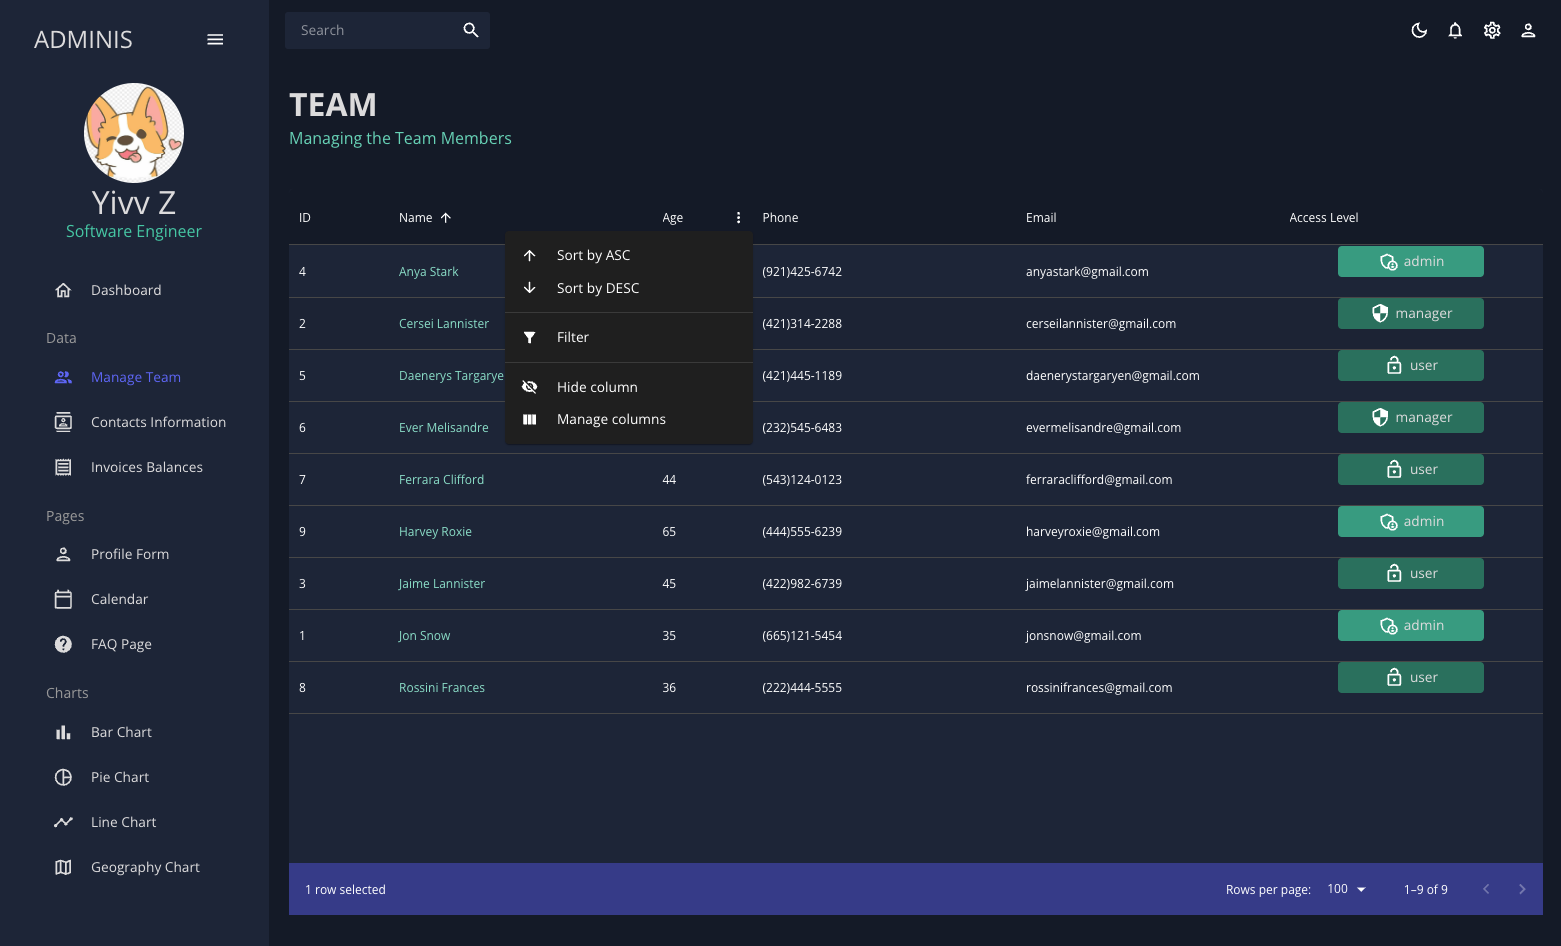 ADMINIS
Search
Yivv Z
Software Engineer
Dashboard
Data
Manage Team
Contacts Information
Invoices Balances
Pages
Profile Form
Calendar
FAQ Page
Charts
Bar Chart
Pie Chart
Line Chart
Geography Chart
TEAM
Managing the Team Members
ID Name Age Phone Email Access Level
Sort by ASC
Sort by DESC
Filter
Hide column
Manage columns
4 Anya Stark (921)425-6742 anyastark@gmail.com admin
2 Cersei Lannister (421)314-2288 cerseilannister@gmail.com manager
5 Daenerys Targarye (421)445-1189 daenerystargaryen@gmail.com user
6 Ever Melisandre (232)545-6483 evermelisandre@gmail.com manager
7 Ferrara Clifford 44 (543)124-0123 ferraraclifford@gmail.com user
9 Harvey Roxie 65 (444)555-6239 harveyroxie@gmail.com admin
3 Jaime Lannister 45 (422)982-6739 jaimelannister@gmail.com user
1 Jon Snow 35 (665)121-5454 jonsnow@gmail.com admin
8 Rossini Frances 36 (222)444-5555 rossinifrances@gmail.com user
1 row selected Rows per page: 100 1–9 of 9